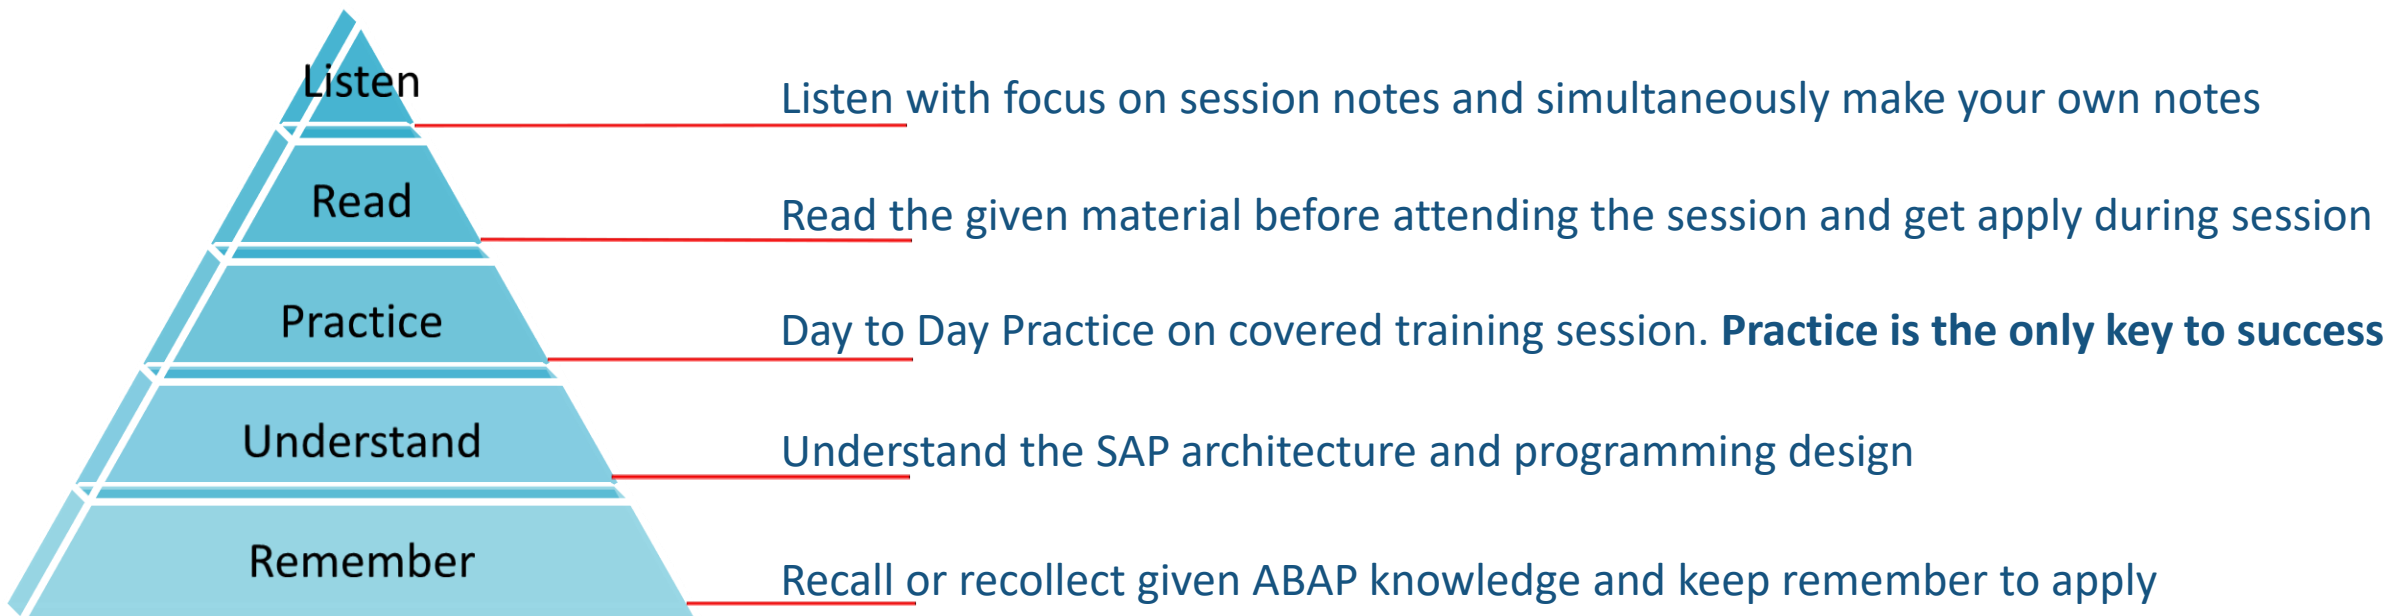 Listen
Listen with focus on session notes and simultaneously make your own notes
Read
Read the given material before attending the session and get apply during session
Practice
Day to Day Practice on covered training session. Practice is the only key to success
Understand
Understand the SAP architecture and programming design
Remember
Recall or recollect given ABAP knowledge and keep remember to apply